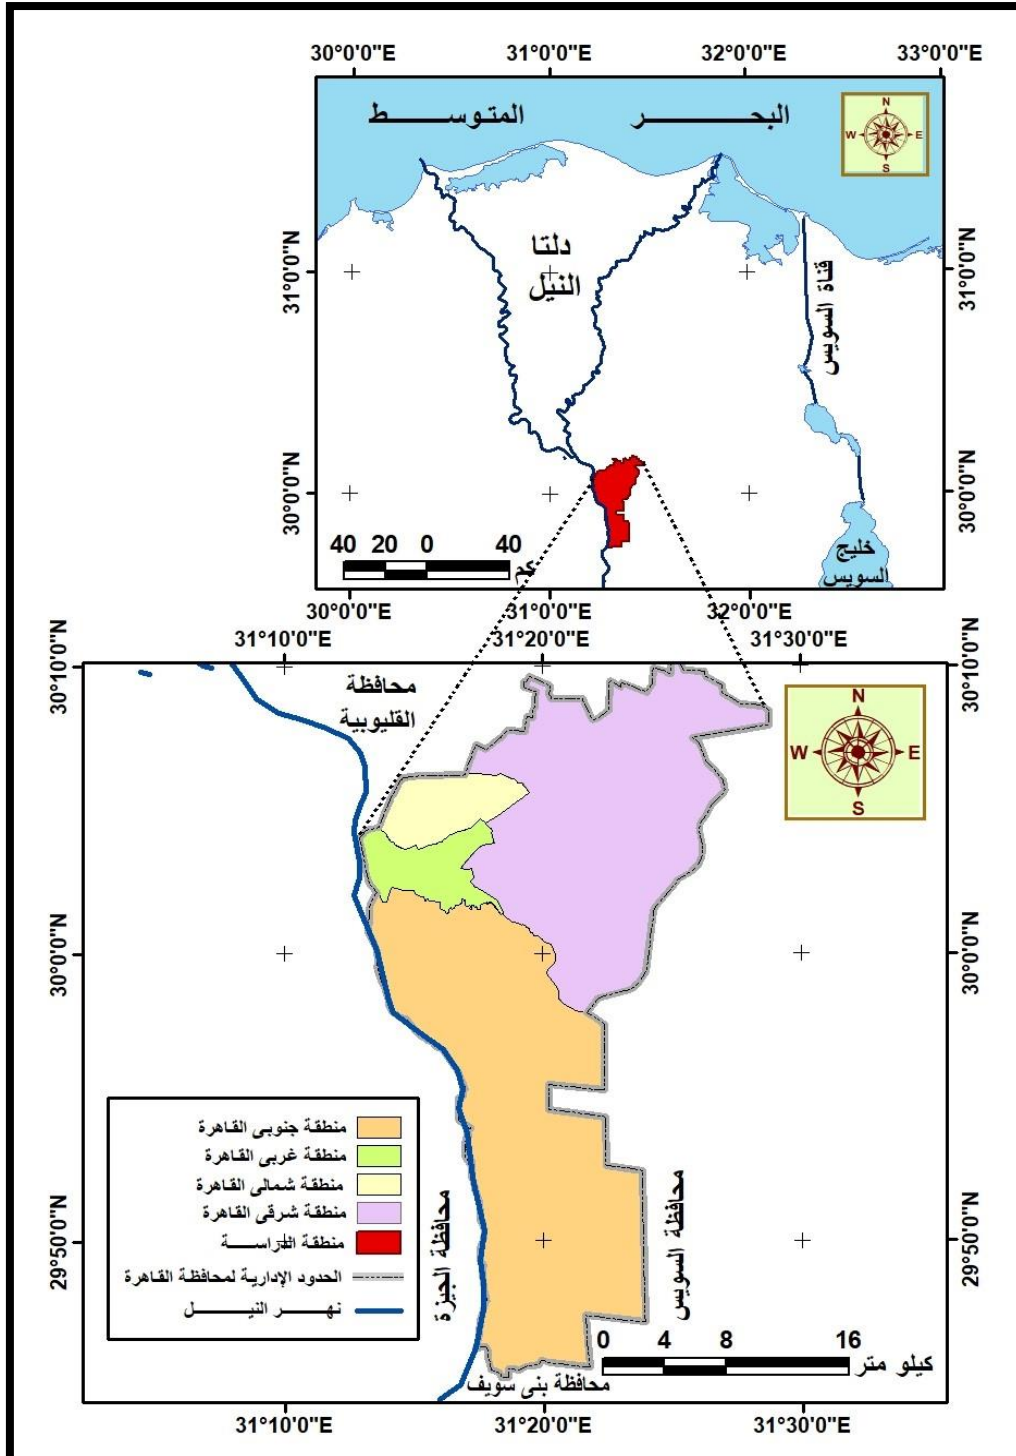 30°0'0"E 31°0'0"E 32°0'0"E 33°0'0"E
البحـــــــــر المتوســـــــط
N
W E
S
31°0'0"N
31°0'0"N
دلتا
النيل
قناة السويس
30°0'0"N
30°0'0"N
خليج
السويس
40 20 0 40
كم
30°0'0"E 31°0'0"E 32°0'0"E
31°10'0"E 31°20'0"E 31°30'0"E
30°10'0"N
30°10'0"N
محافظة
القليوبية
N
W E
S
30°0'0"N
30°0'0"N
منطقة جنوبى القاهرة
منطقة غربى القاهرة
منطقة شمالى القاهرة
منطقة شرقى القاهرة
منطقة الدراســـــة
الحدود الإدارية لمحافظة القاهرة
نهـــــر النيـــــــل
محافظة الجيزة
محافظة السويس
29°50'0"N
29°50'0"N
0 4 8 16
كيلو متر
محافظة بنى سويف
31°10'0"E 31°20'0"E 31°30'0"E